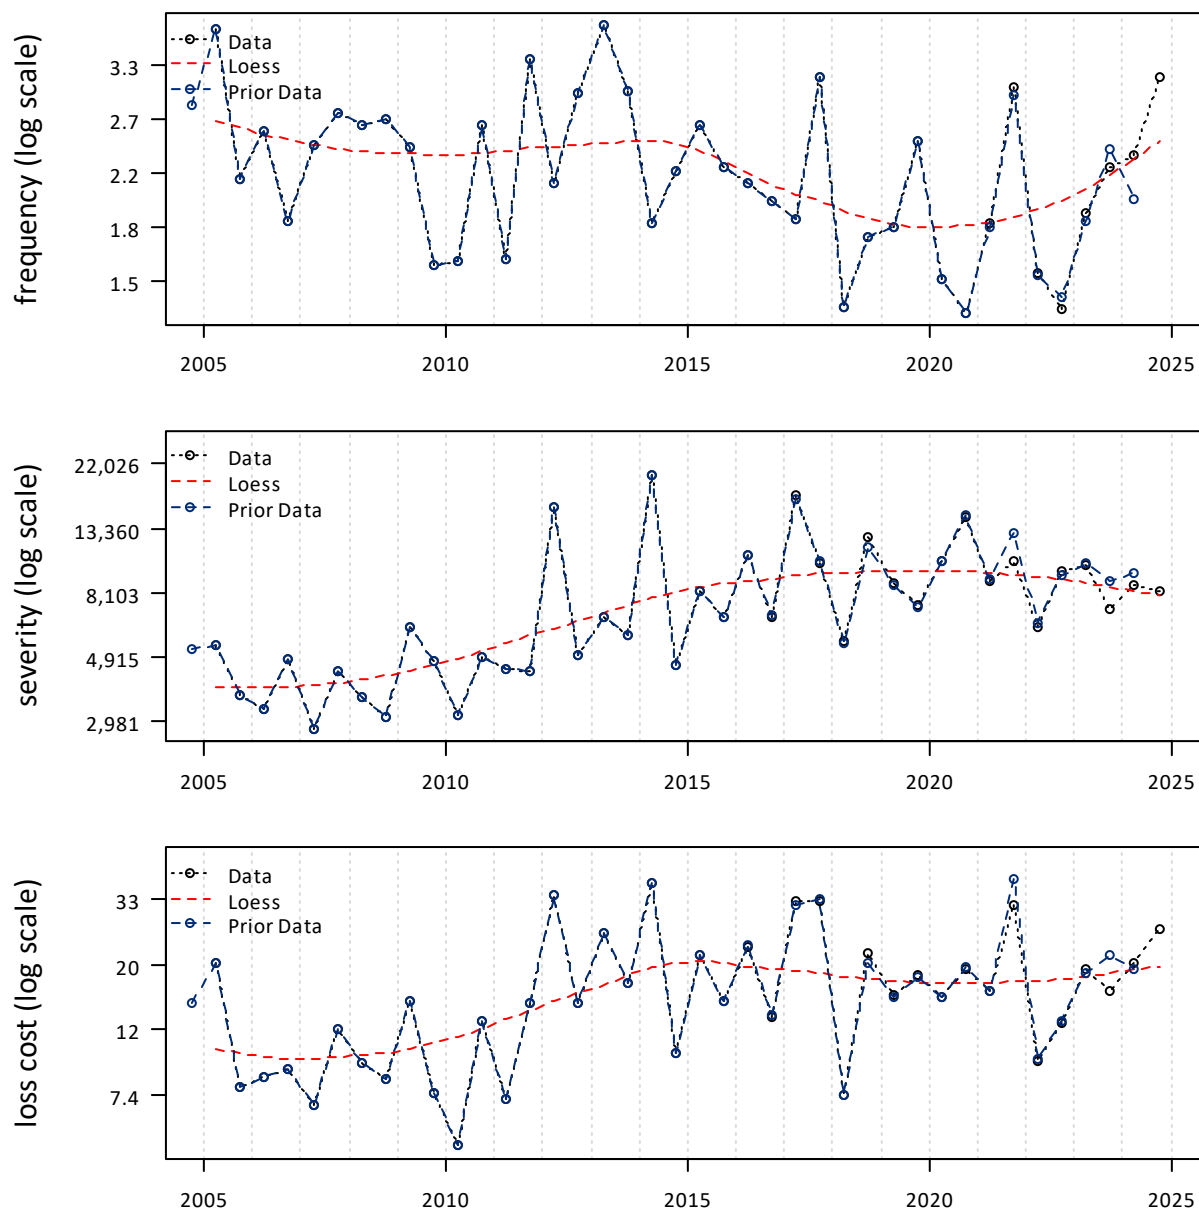 frequency (log scale)
Data
Loess
Prior Data
3.3
2.7
2.2
1.8
1.5
2005 2010 2015 2020 2025
severity (log scale)
Data
Loess
Prior Data
22,026
13,360
8,103
4,915
2,981
2005 2010 2015 2020 2025
loss cost (log scale)
Data
Loess
Prior Data
33
20
12
7.4
2005 2010 2015 2020 2025